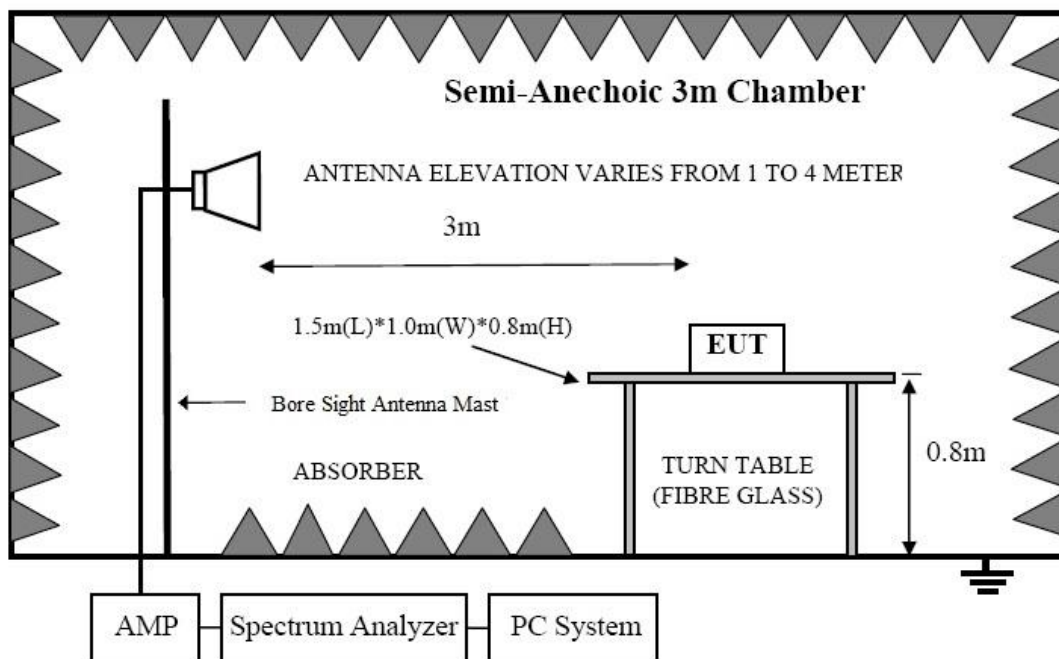 Semi-Anechoic 3m Chamber
ANTENNA ELEVATION VARIES FROM 1 TO 4 METER
3m
1.5m(L)*1.0m(W)*0.8m(H)
EUT
Bore Sight Antenna Mast
0.8m
ABSORBER
TURN TABLE
(FIBRE GLASS)
AMP
Spectrum Analyzer
PC System